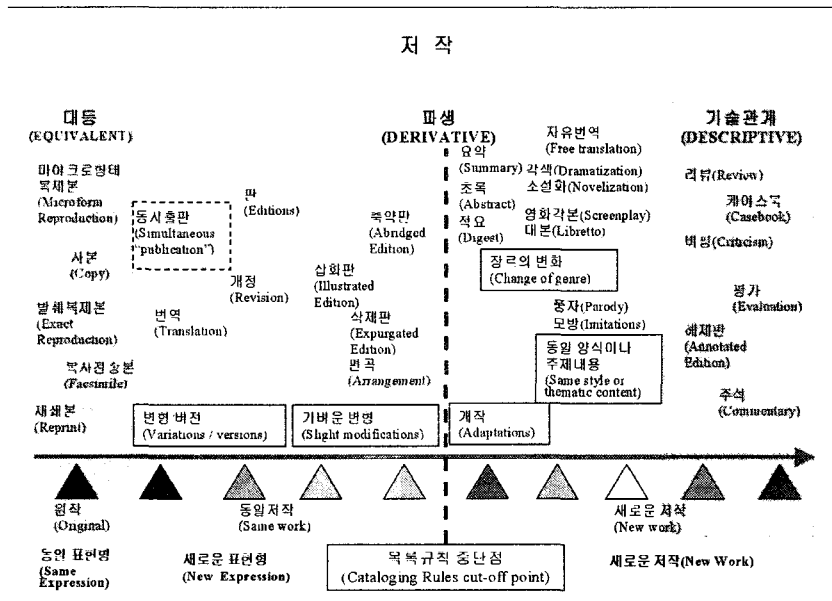 저 작
대등
(EQUIVALENT)
파생
(DERIVATIVE)
기술관계
(DESCRIPTIVE)
마이크로형태
복제본
(Microform
Reproduction)
사본
(Copy)
발췌복제본
(Exact
Reproduction)
복사전송본
(Facsimile)
재쇄본
(Reprint)
동시출판
(Simultaneous
"publication")
번역
(Translation)
판
(Editions)
개정
(Revision)
변형 버전
(Variations / versions)
축약판
(Abridged
Edition)
삽화판
(Illustrated
Edition)
삭제판
(Expurgated
Edition)
편곡
(Arrangement)
가벼운 변형
(Slight modifications)
요약
(Summary)
초록
(Abstract)
적요
(Digest)
자유번역
(Free translation)
각색(Dramatization)
소설화(Novelization)
영화각본(Screenplay)
대본(Libretto)
장르의 변화
(Change of genre)
풍자(Parody)
모방(Imitations)
동일 양식이나
주제내용
(Same style or
thematic content)
개작
(Adaptations)
리뷰(Review)
케이스북
(Casebook)
비평(Criticism)
평가
(Evaluation)
해제반
(Annotated
Edition)
주석
(Commentary)
원작
(Original)
동일저작
(Same work)
새로운 저작
(New work)
동일 표현형
(Same
Expression)
새로운 표현형
(New Expression)
목록규칙 중단점
(Cataloging Rules cut-off point)
새로운 저작(New Work)